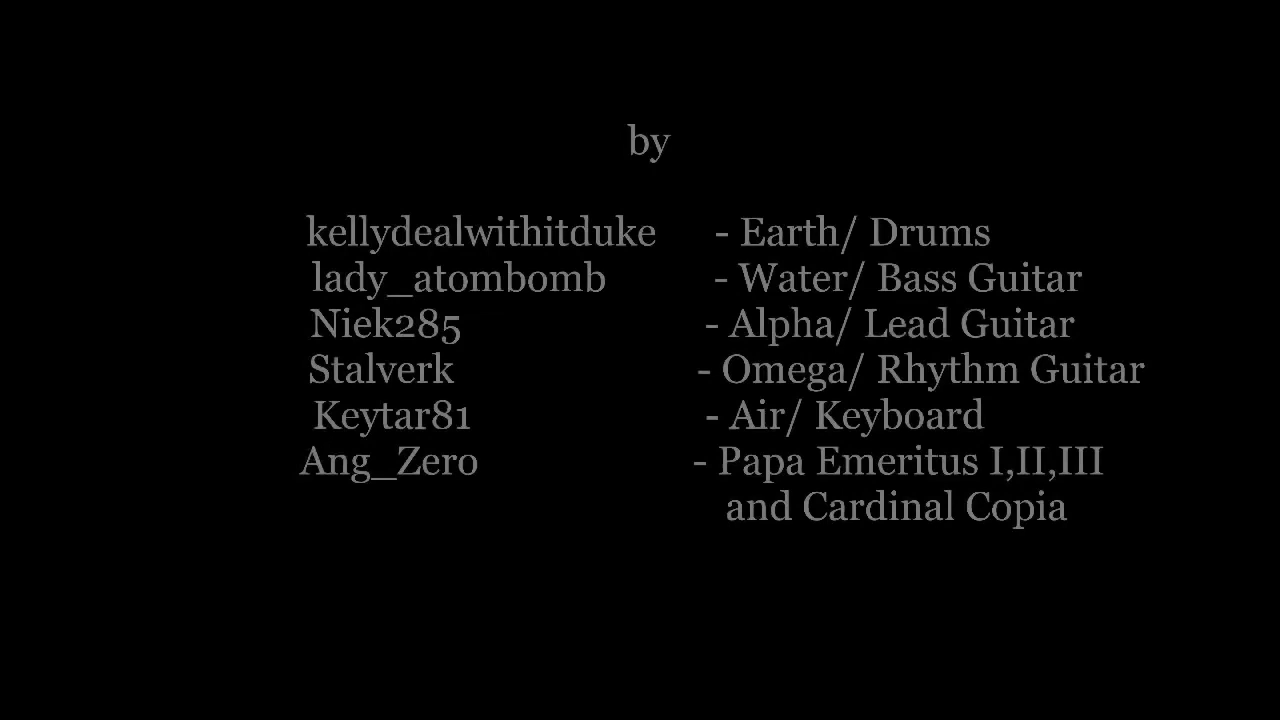 by
kellydealwithitduke - Earth/ Drums
lady_atombomb - Water/ Bass Guitar
Niek285 - Alpha/ Lead Guitar
Stalverk - Omega/ Rhythm Guitar
Keytar81 - Air/ Keyboard
Ang_Zero - Papa Emeritus I,II,III
and Cardinal Copia